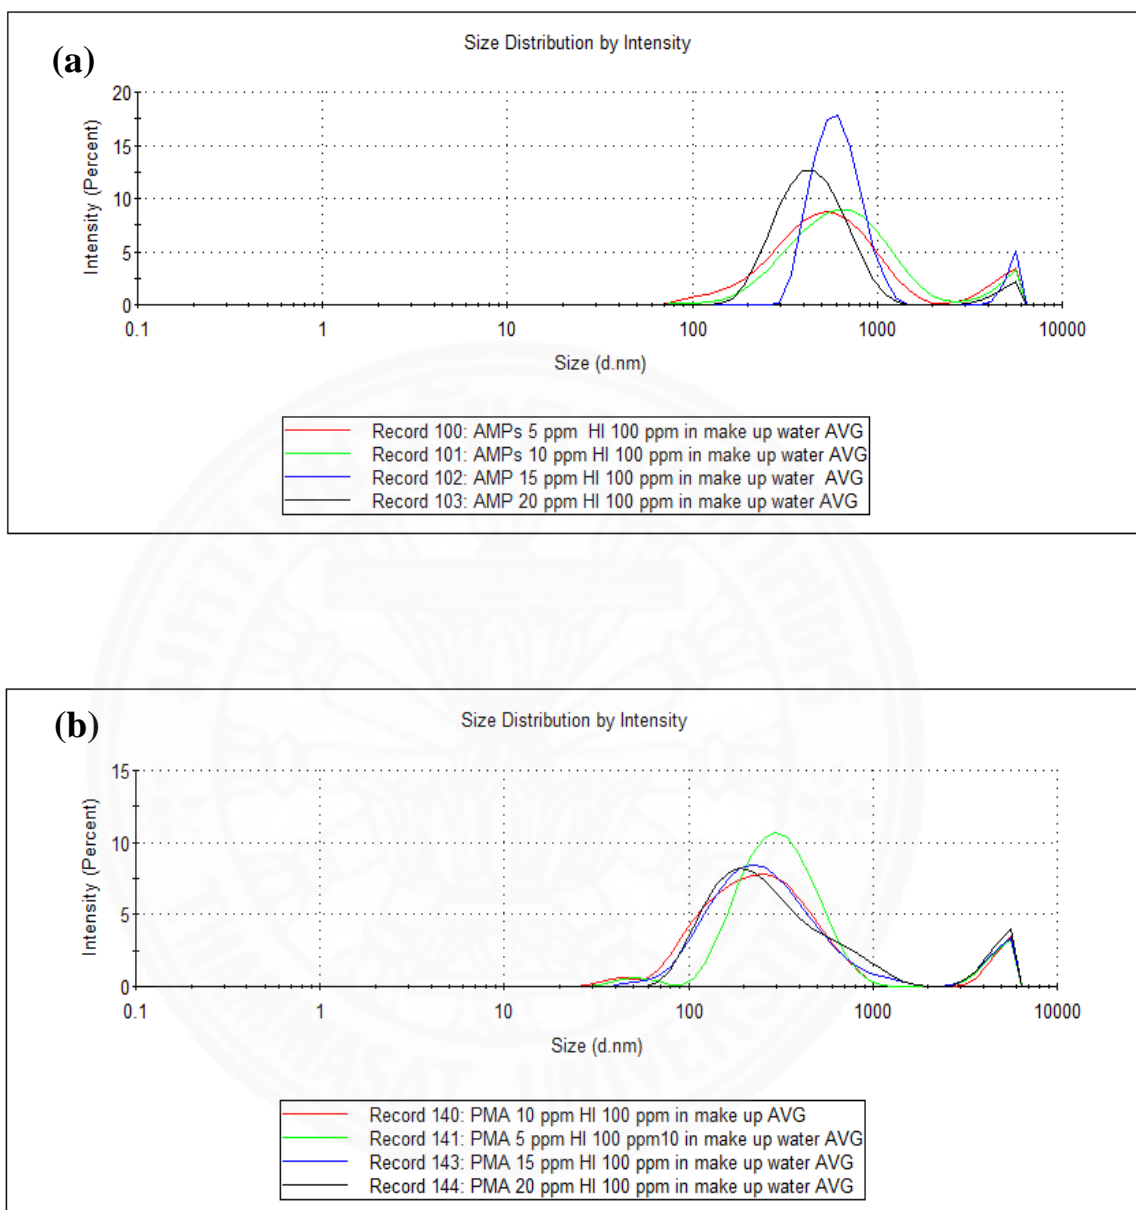 (a)
Size Distribution by Intensity
Intensity (Percent)
20
15
10
5
0
0.1 1 10 100 1000 10000
Size (d.nm)
Record 100: AMPs 5 ppm HI 100 ppm in make up water AVG
Record 101: AMPs 10 ppm HI 100 ppm in make up water AVG
Record 102: AMP 15 ppm HI 100 ppm in make up water AVG
Record 103: AMP 20 ppm HI 100 ppm in make up water AVG
(b)
Size Distribution by Intensity
Intensity (Percent)
15
10
5
0
0.1 1 10 100 1000 10000
Size (d.nm)
Record 140: PMA 10 ppm HI 100 ppm in make up AVG
Record 141: PMA 5 ppm HI 100 ppm10 in make up water AVG
Record 143: PMA 15 ppm HI 100 ppm in make up water AVG
Record 144: PMA 20 ppm HI 100 ppm in make up water AVG